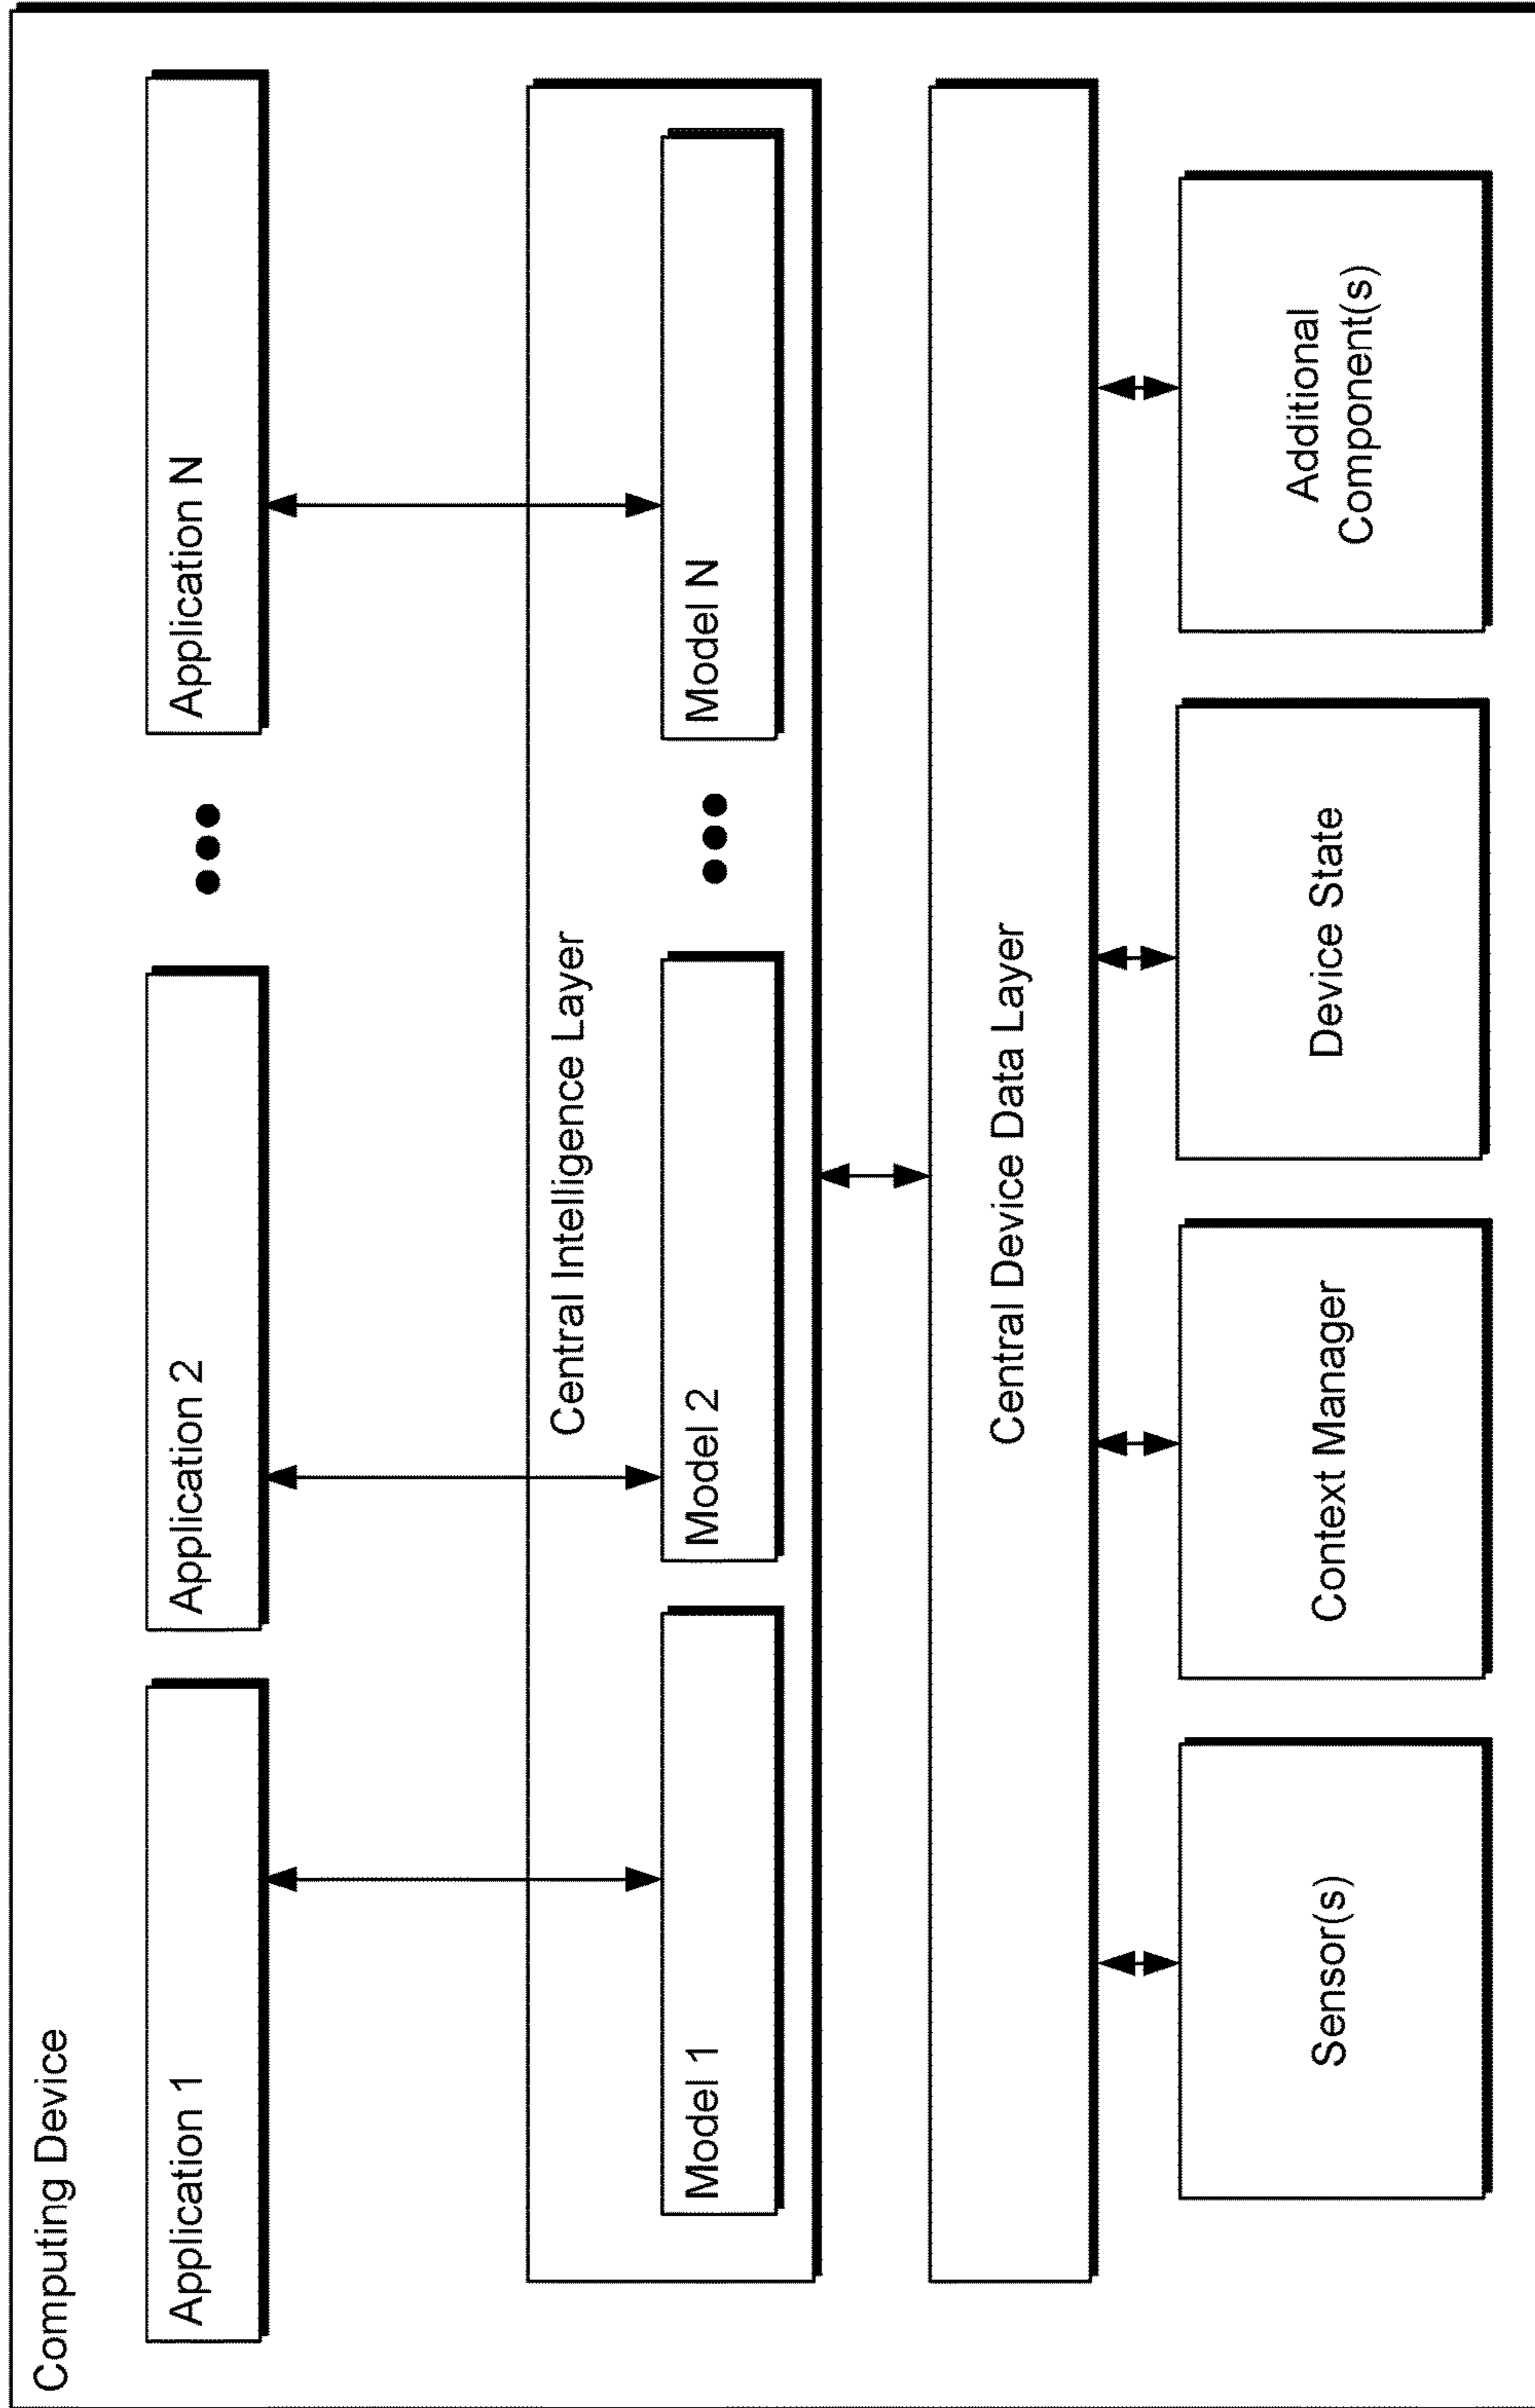 Computing Device
Application 1
Application 2
Application N
Central Intelligence Layer
Model 1
Model 2
Model N
Central Device Data Layer
Sensor(s)
Context Manager
Device State
Additional
Component(s)